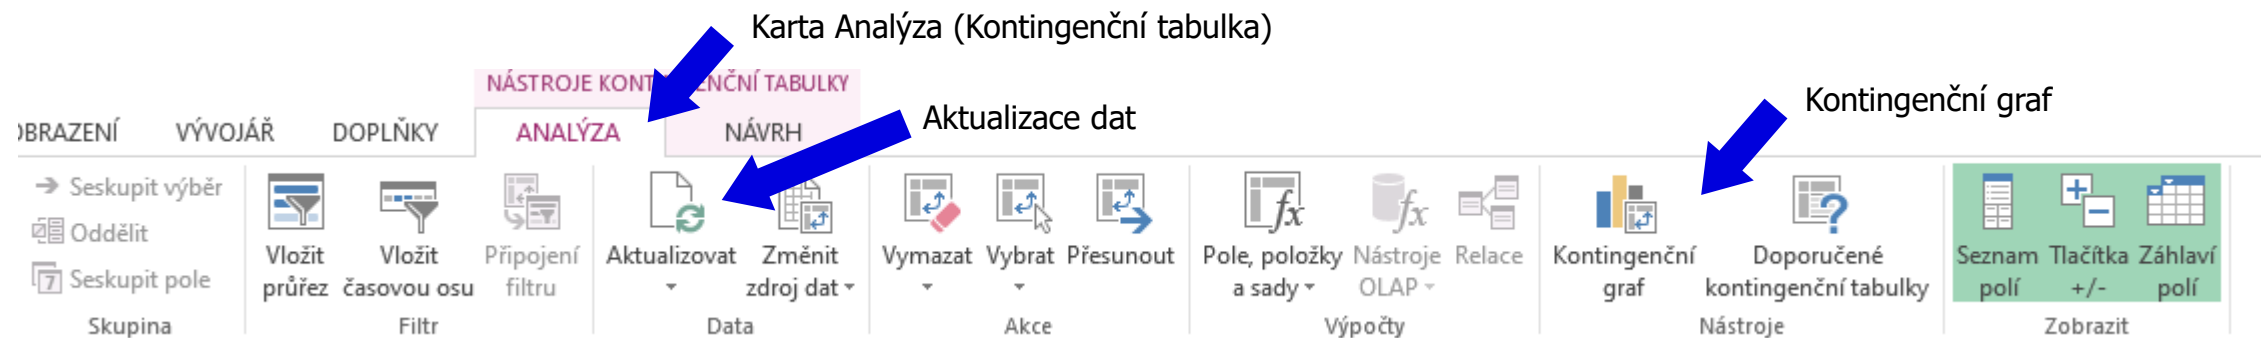 Karta Analýza (Kontingenční tabulka)
NÁSTROJE KONT ENČNÍ TABULKY
Kontingenční graf
Aktualizace dat
OBRAZENÍ VÝVOJÁŘ DOPLŇKY ANALÝZA NÁVRH
Seskupit výběr
Oddělit
Seskupit pole
Skupina
Vložit
průřez
Vložit
časovou osu
Připojení
filtru
Filtr
Aktualizovat
Změnit
zdroj dat
Data
Vymazat
Vybrat
Přesunout
Akce
Pole, položky
a sady
Nástroje
OLAP
Relace
Výpočty
Kontingenční
graf
Doporučené
kontingenční tabulky
Nástroje
Seznam
polí
Tlačítka
+/-
Záhlaví
polí
Zobrazit